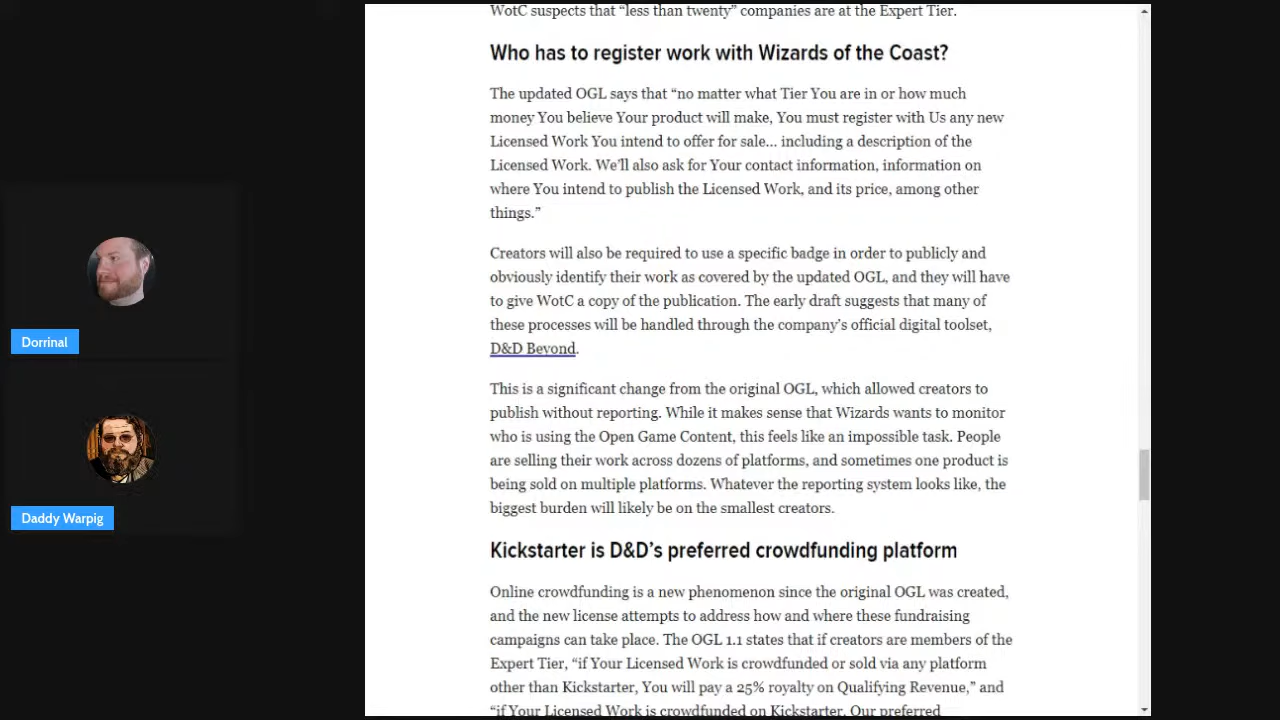 WotC suspects that “less than twenty” companies are at the Expert Tier.
Who has to register work with Wizards of the Coast?
The updated OGL says that “no matter what Tier You are in or how much
money You believe Your product will make, You must register with Us any new
Licensed Work You intend to offer for sale... including a description of the
Licensed Work. We’ll also ask for Your contact information, information on
where You intend to publish the Licensed Work, and its price, among other
things.”
Creators will also be required to use a specific badge in order to publicly and
obviously identify their work as covered by the updated OGL, and they will have
to give WotC a copy of the publication. The early draft suggests that many of
these processes will be handled through the company’s official digital toolset,
D&D Beyond.
This is a significant change from the original OGL, which allowed creators to
publish without reporting. While it makes sense that Wizards wants to monitor
who is using the Open Game Content, this feels like an impossible task. People
are selling their work across dozens of platforms, and sometimes one product is
being sold on multiple platforms. Whatever the reporting system looks like, the
biggest burden will likely be on the smallest creators.
Kickstarter is D&D’s preferred crowdfunding platform
Online crowdfunding is a new phenomenon since the original OGL was created,
and the new license attempts to address how and where these fundraising
campaigns can take place. The OGL 1.1 states that if creators are members of the
Expert Tier, “if Your Licensed Work is crowdfunded or sold via any platform
other than Kickstarter, You will pay a 25% royalty on Qualifying Revenue,” and
“if Your Licensed Work is crowdfunded on Kickstarter, Our preferred
Dorrinal
Daddy Warpig